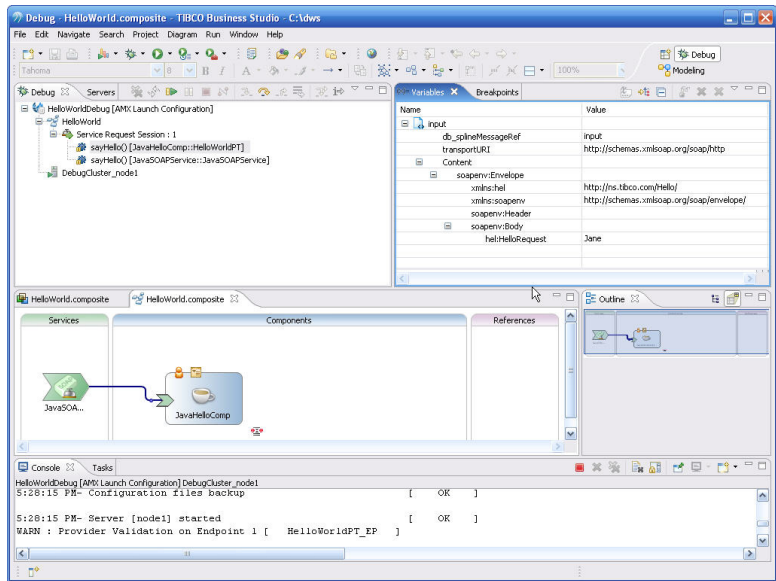 Debug - HelloWorld.composite - TIBCO Business Studio - C:\dws
File Edit Navigate Search Project Diagram Run Window Help
Debug
Tahoma 8 B I A 100%
Modeling
Debug Servers
Variables Breakpoints
HelloWorldDebug [AMX Launch Configuration]
HelloWorld
Service Request Session : 1
sayHello() [JavaHelloComp::HelloWorldPT]
sayHello() [JavaSOAPService::JavaSOAPService]
DebugCluster_node1
Name Value
input
db_splineMessageRef input
transportURI http://schemas.xmlsoap.org/soap/http
Content
soapenv:Envelope
xmlns:hel http://ns.tibco.com/Hello/
xmlns:soapenv http://schemas.xmlsoap.org/soap/envelope/
soapenv:Header
soapenv:Body
hel:HelloRequest Jane
HelloWorld.composite HelloWorld.composite
Outline
Services Components References
SOAP
JavaSOA...
JavaHelloComp
Console Tasks
HelloWorldDebug [AMX Launch Configuration] DebugCluster_node1
5:28:15 PM- Configuration files backup [ OK ]
5:28:15 PM- Server [node1] started [ OK ]
WARN : Provider Validation on Endpoint 1 [ HelloWorldPT_EP ]